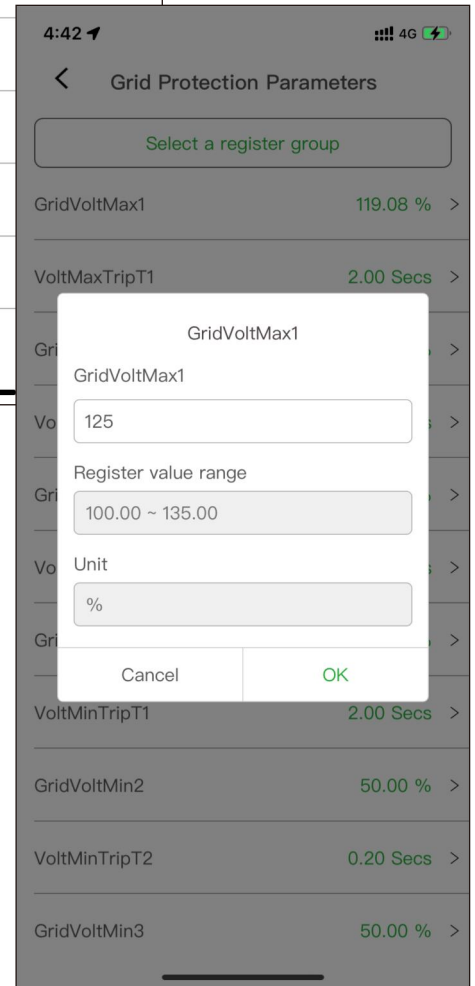 4:42
4G
Grid Protection Parameters
Select a register group
GridVoltMax1 119.08 % >
VoltMaxTripT1 2.00 Secs >
GridVoltMax1
GridVoltMax1
125
Register value range
100.00 ~ 135.00
Unit
%
Cancel OK
VoltMinTripT1 2.00 Secs >
GridVoltMin2 50.00 % >
VoltMinTripT2 0.20 Secs >
GridVoltMin3 50.00 % >